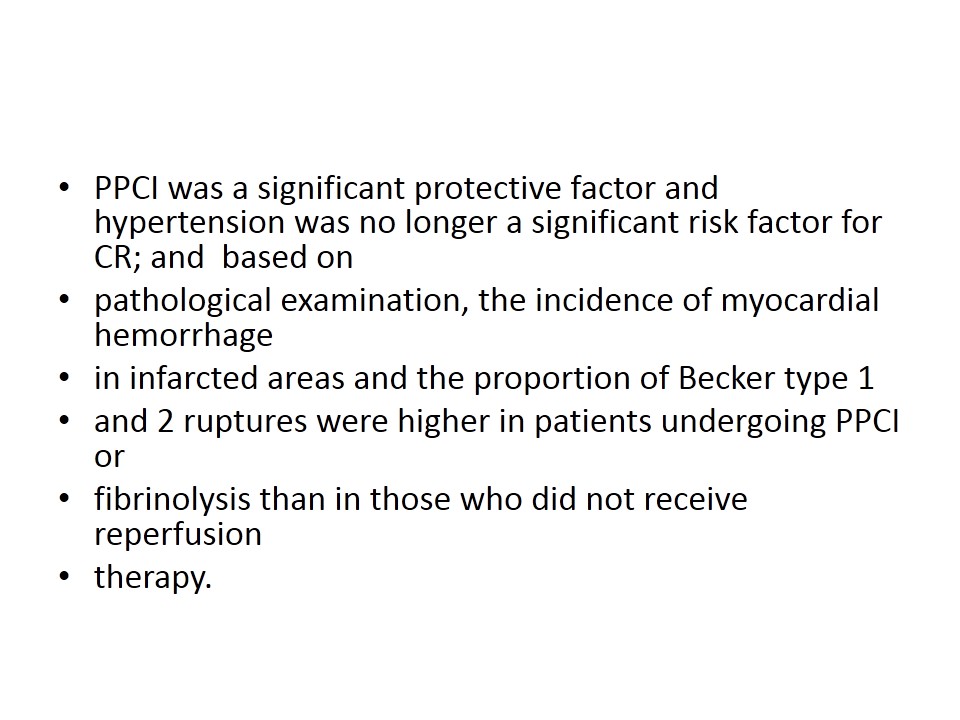 • PPCI was a significant protective factor and
hypertension was no longer a significant risk factor for
CR; and  based on
• pathological examination, the incidence of myocardial
hemorrhage
• in infarcted areas and the proportion of Becker type 1
• and 2 ruptures were higher in patients undergoing PPCI
or
• fibrinolysis than in those who did not receive
reperfusion
• therapy.